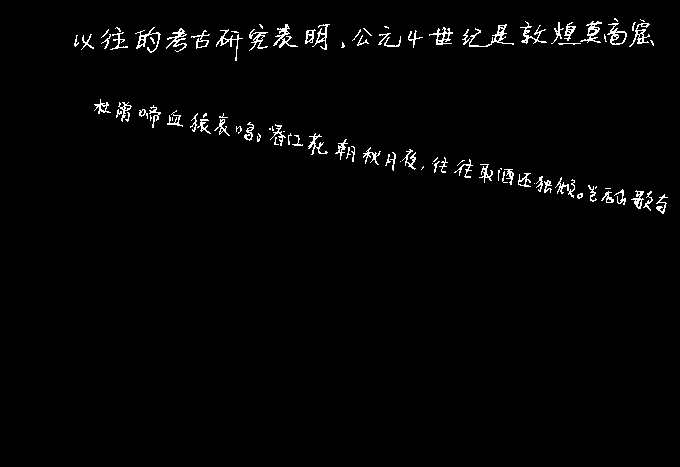 以往的考古研究表明,公元4世纪是敦煌莫高窟
杜鹃啼血猿哀鸣。春江花朝秋月夜,往往取酒还独倾。岂无山歌与